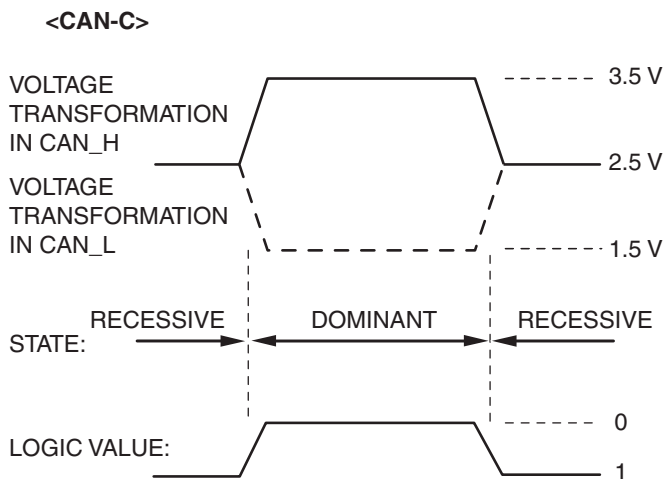 <CAN-C>
VOLTAGE
TRANSFORMATION
IN CAN_H
3.5 V
2.5 V
VOLTAGE
TRANSFORMATION
IN CAN_L
1.5 V
STATE:
RECESSIVE
DOMINANT
RECESSIVE
LOGIC VALUE:
0
1